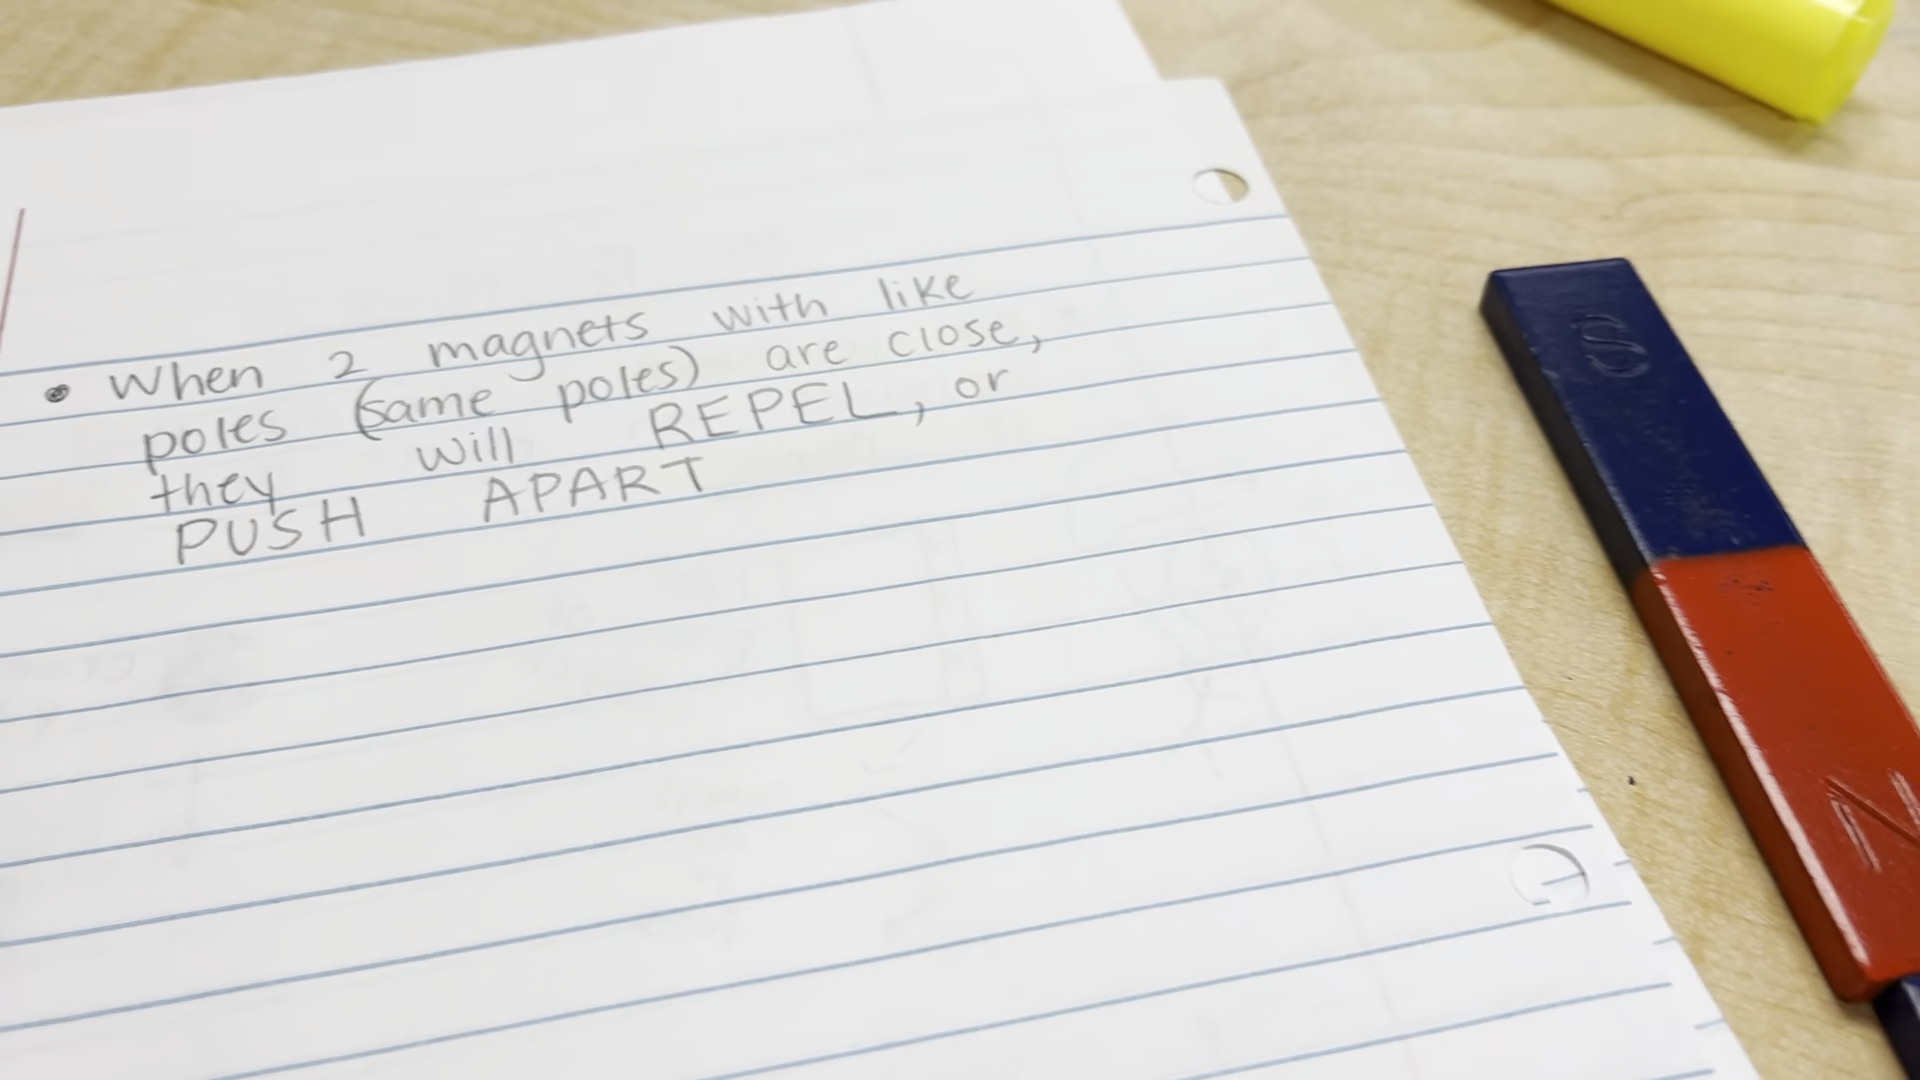 • When 2 magnets with like
poles (same poles) are close,
they will REPEL, or
PUSH APART
S
N